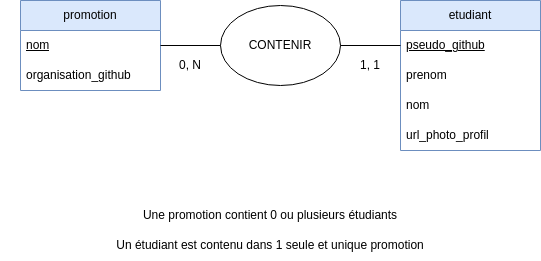 promotion
nom
organisation_github
0, N
CONTENIR
1, 1
etudiant
pseudo_github
prenom
nom
url_photo_profil
Une promotion contient 0 ou plusieurs étudiants
Un étudiant est contenu dans 1 seule et unique promotion